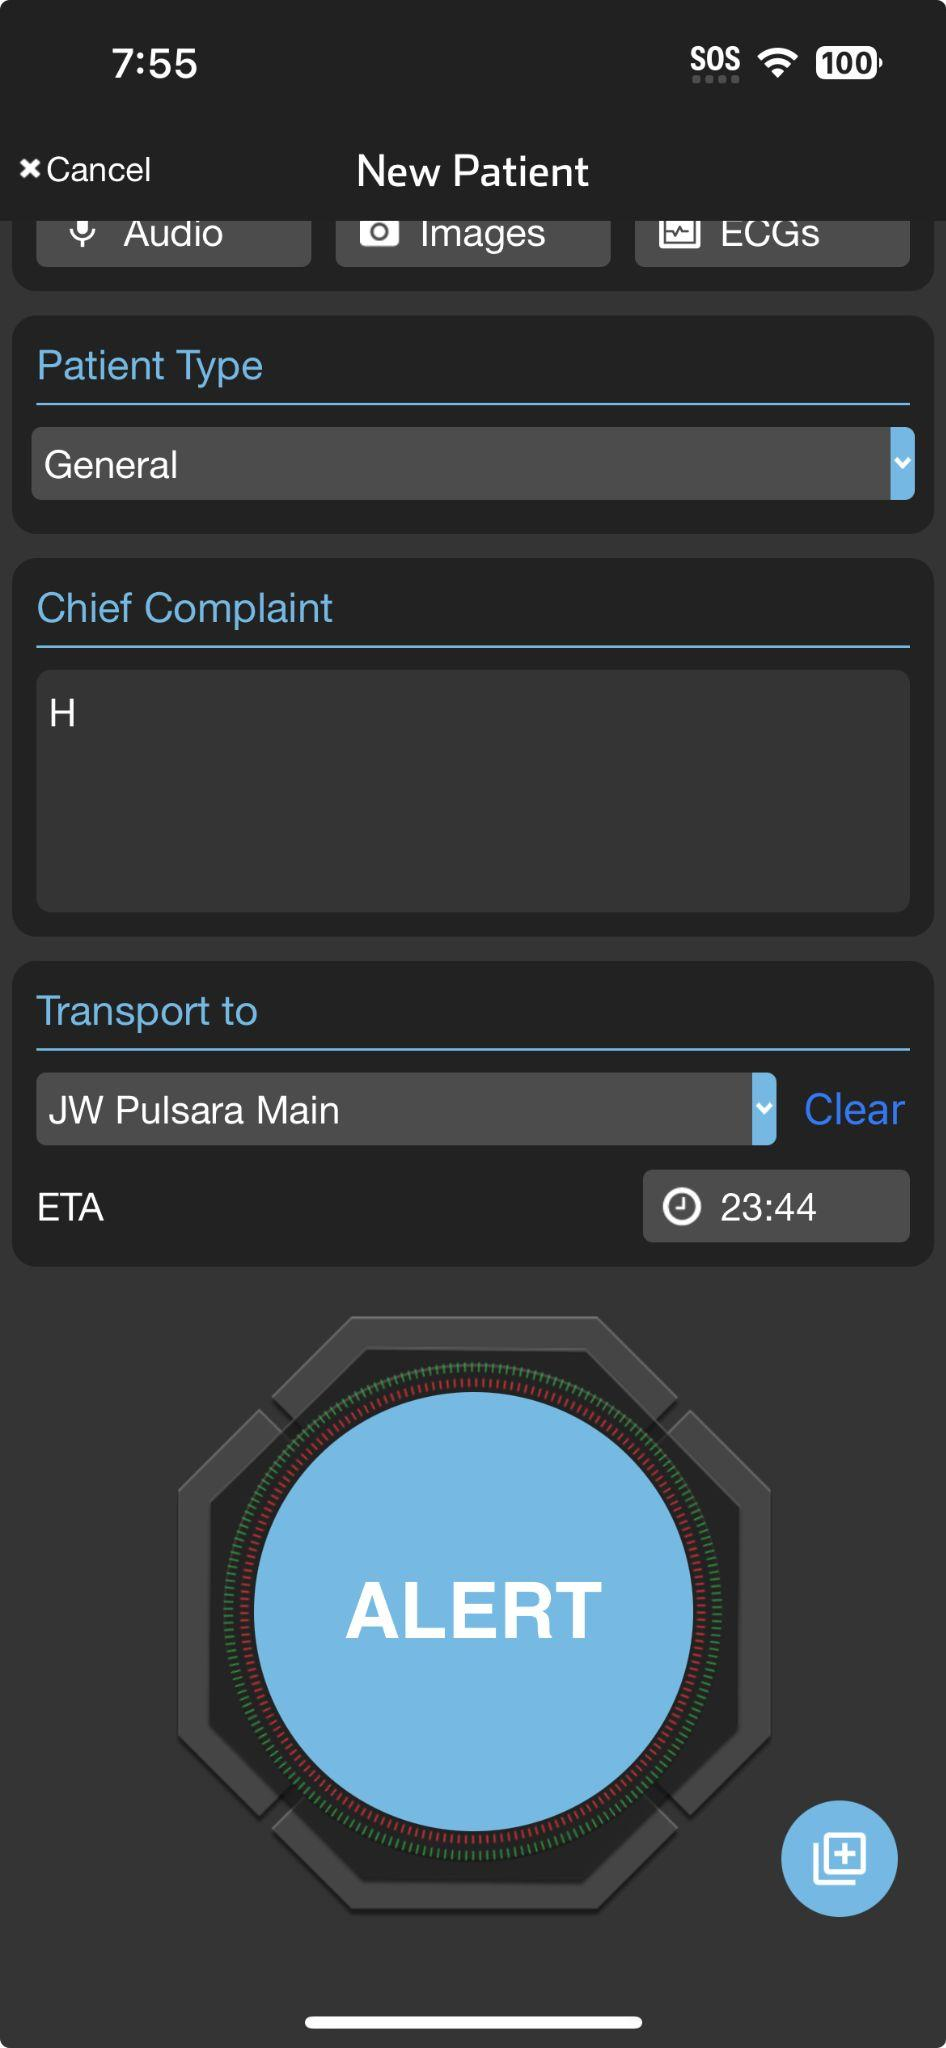 7:55 SOS 100
Cancel New Patient
Audio Images ECGs
Patient Type
General
Chief Complaint
H
Transport to
JW Pulsara Main Clear
ETA 23:44
ALERT